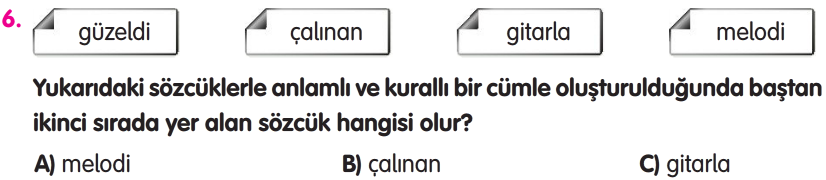 6. güzeldi çalınan gitarla melodi
Yukarıdaki sözcüklerle anlamlı ve kurallı bir cümle oluşturulduğunda baştan
ikinci sırada yer alan sözcük hangisi olur?
A) melodi B) çalınan C) gitarla